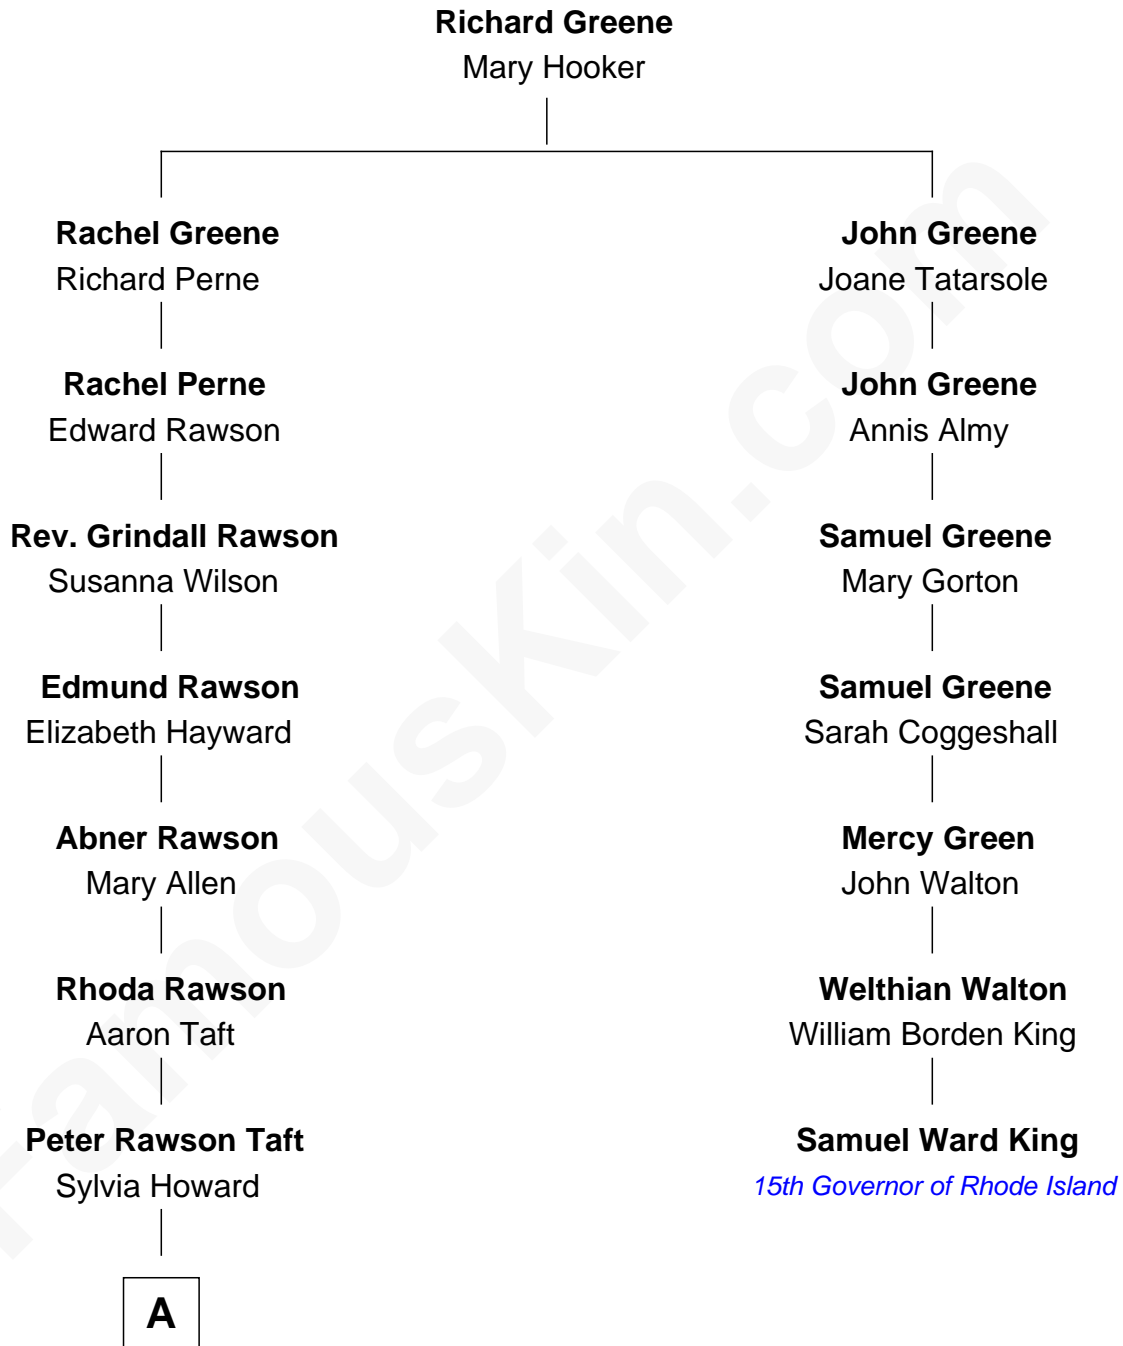 Richard Greene
Mary Hooker
Rachel Greene
Richard Perne
John Greene
Joane Tatarsole
Rachel Perne
Edward Rawson
John Greene
Annis Almy
Rev. Grindall Rawson
Susanna Wilson
Samuel Greene
Mary Gorton
Edmund Rawson
Elizabeth Hayward
Samuel Greene
Sarah Coggeshall
Abner Rawson
Mary Allen
Mercy Green
John Walton
Rhoda Rawson
Aaron Taft
Welthian Walton
William Borden King
Peter Rawson Taft
Sylvia Howard
Samuel Ward King
15th Governor of Rhode Island
A
FamousKin.com